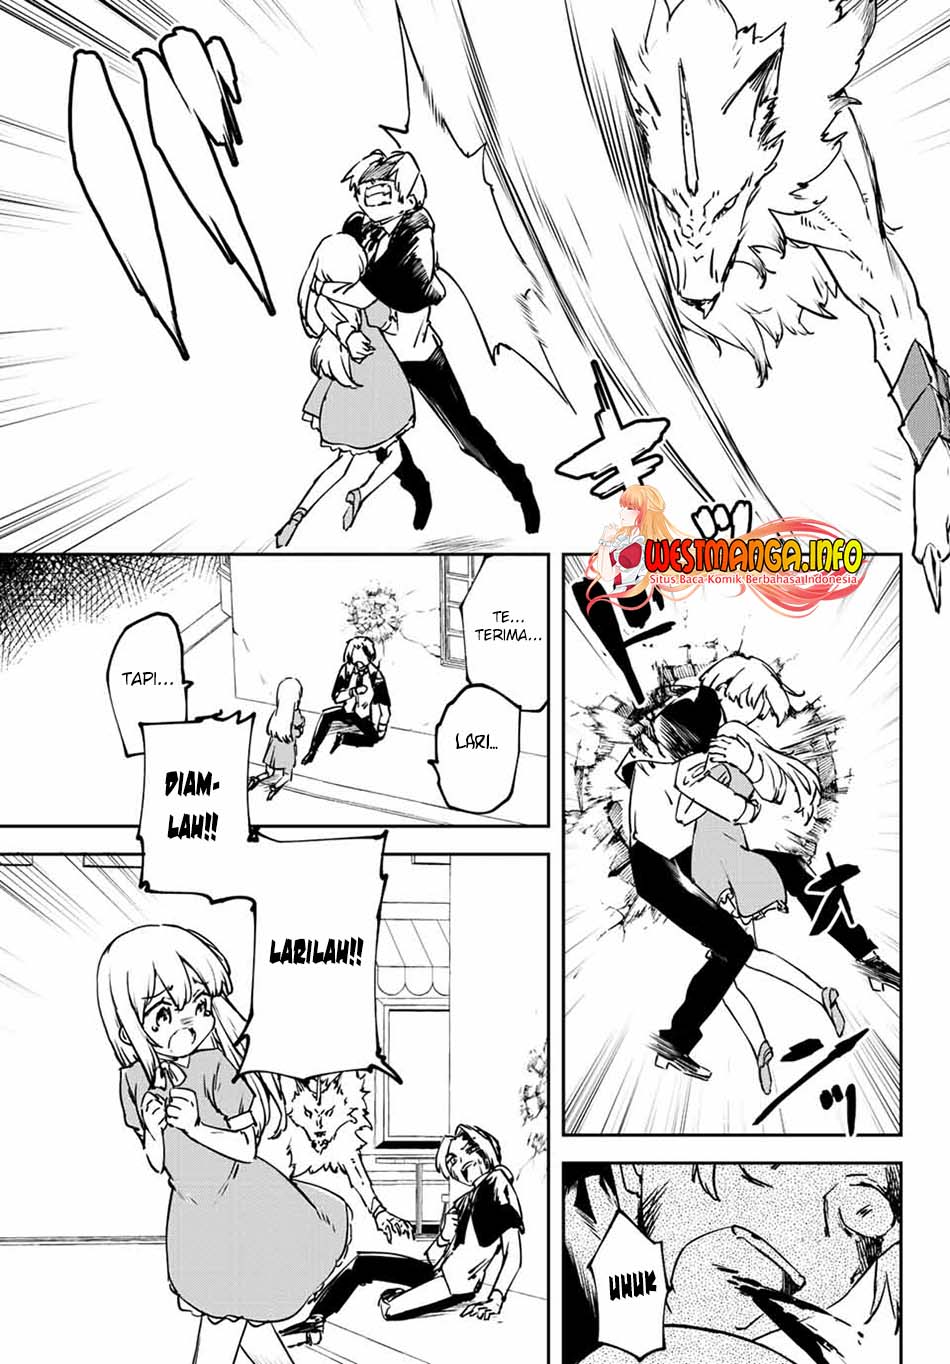 WESTMANGA.INFO
Situs Baca Komik Berbahasa Indonesia
UHUK
TE...
TERIMA...
LARI...
TAPI...
DIAM-
LAH!!
LARILAH!!